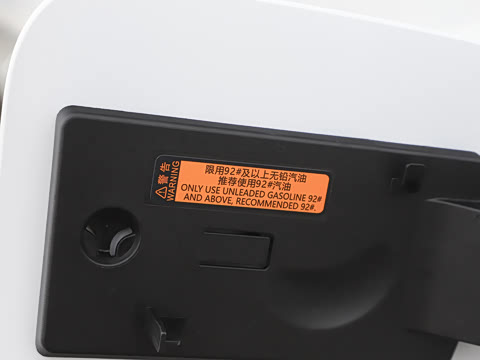 警告
WARNING
限用92#及以上无铅汽油
推荐使用92#汽油
ONLY USE UNLEADED GASOLINE 92#
AND ABOVE, RECOMMENDED 92#.